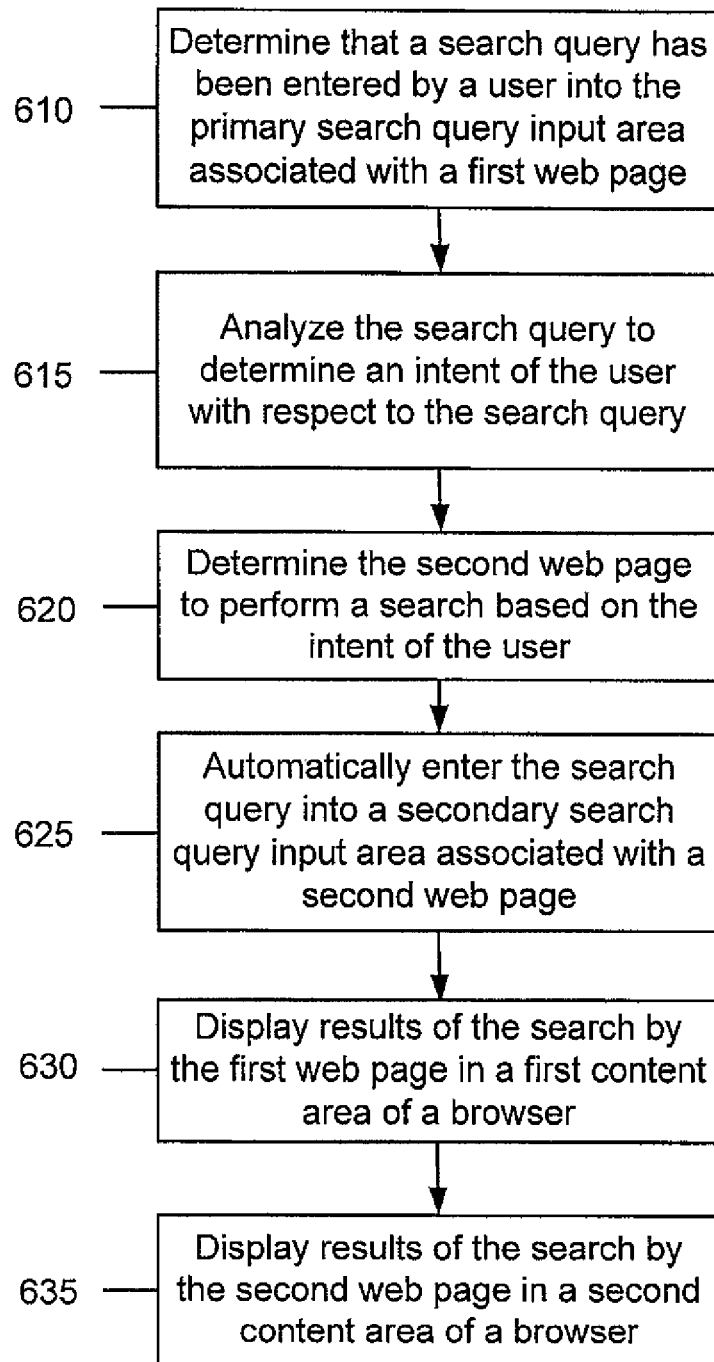 Determine that a search query has
been entered by a user into the
610
primary search query input area
associated with a first web page
Analyze the search query to
615
determine an intent of the user
with respect to the search query
Determine the second web page
620
to perform a search based on the
intent of the user
Automatically enter the search
query into a secondary search
625
query input area associated with a
second web page
Display results of the search by
630
the first web page in a first content
area of a browser
Display results of the search by
635
the second web page in a second
content area of a browser